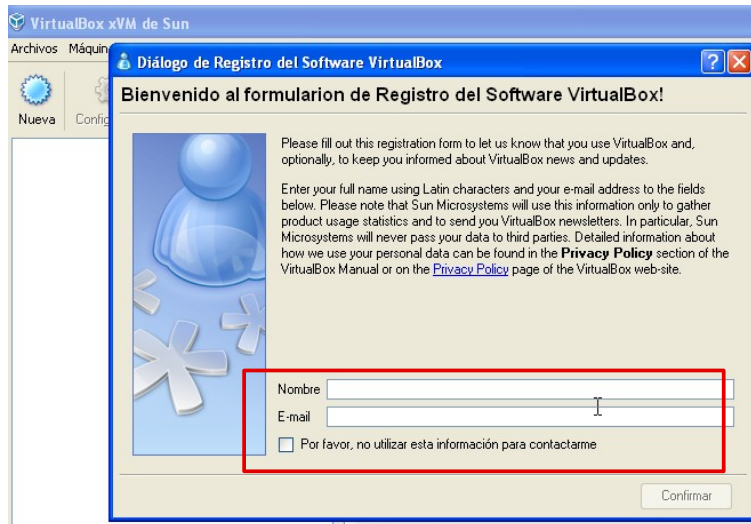 VirtualBox xVM de Sun
Archivos Máquin
Diálogo de Registro del Software VirtualBox
Bienvenido al formularion de Registro del Software VirtualBox!
Nueva
Config
Please fill out this registration form to let us know that you use VirtualBox and,
optionally, to keep you informed about VirtualBox news and updates.
Enter your full name using Latin characters and your e-mail address to the fields
below. Please note that Sun Microsystems will use this information only to gather
product usage statistics and to send you VirtualBox newsletters. In particular, Sun
Microsystems will never pass your data to third parties. Detailed information about
how we use your personal data can be found in the Privacy Policy section of the
VirtualBox Manual or on the Privacy Policy page of the VirtualBox web-site.
Nombre
E-mail
Por favor, no utilizar esta información para contactarme
Confirmar